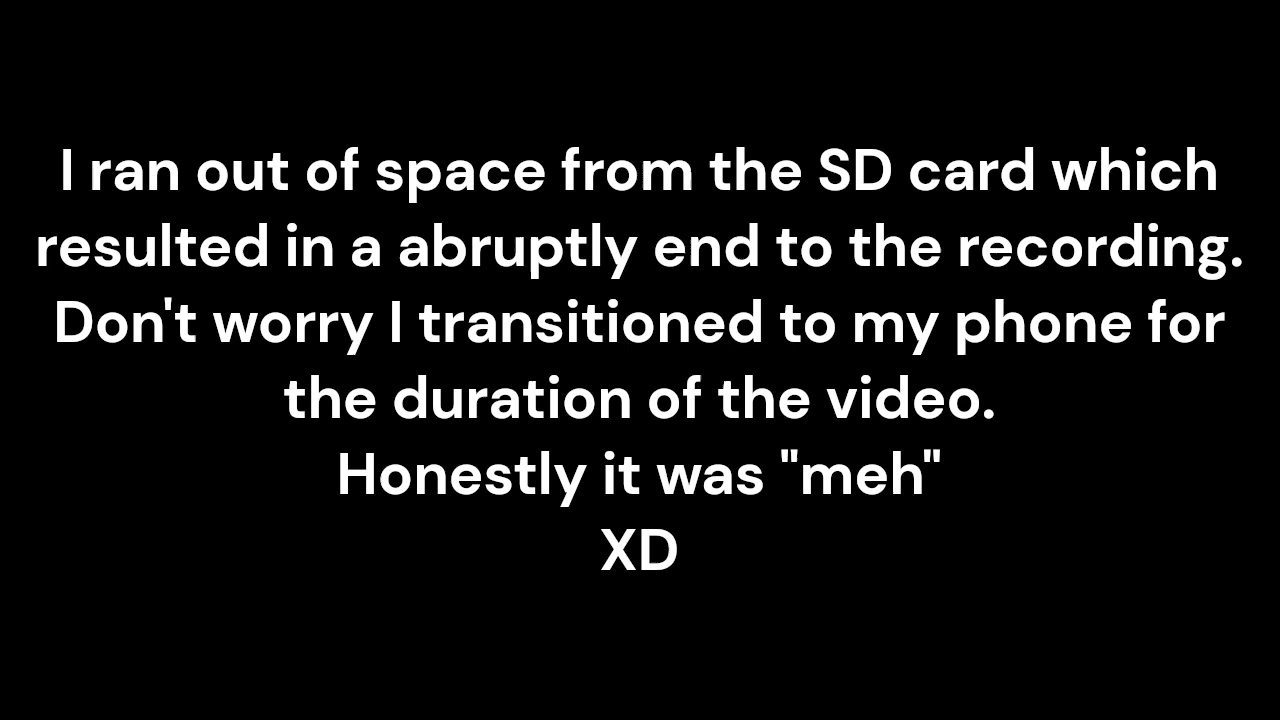 I ran out of space from the SD card which
resulted in a abruptly end to the recording.
Don't worry I transitioned to my phone for
the duration of the video.
Honestly it was "meh"
XD